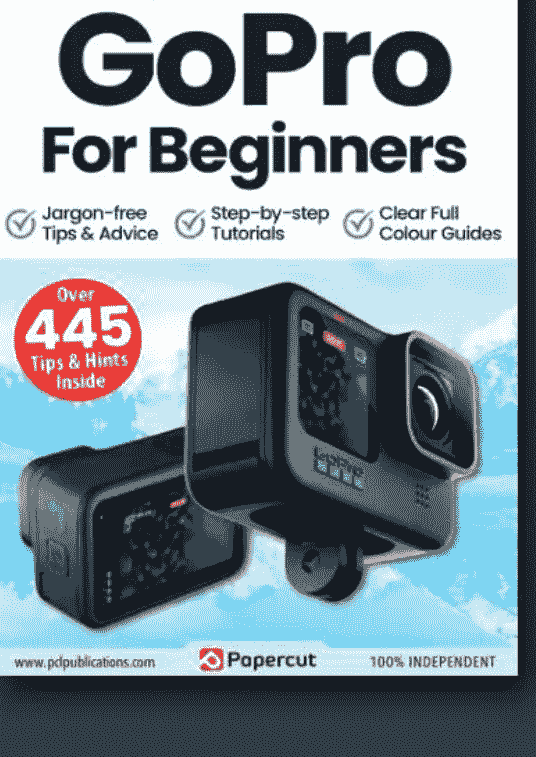 GoPro
For Beginners
Jargon-free
Tips & Advice
Step-by-step
Tutorials
Clear Full
Colour Guides
Over
445
Tips & Hints
Inside
GoPro
www.pdpublications.com
Papercut
100% INDEPENDENT